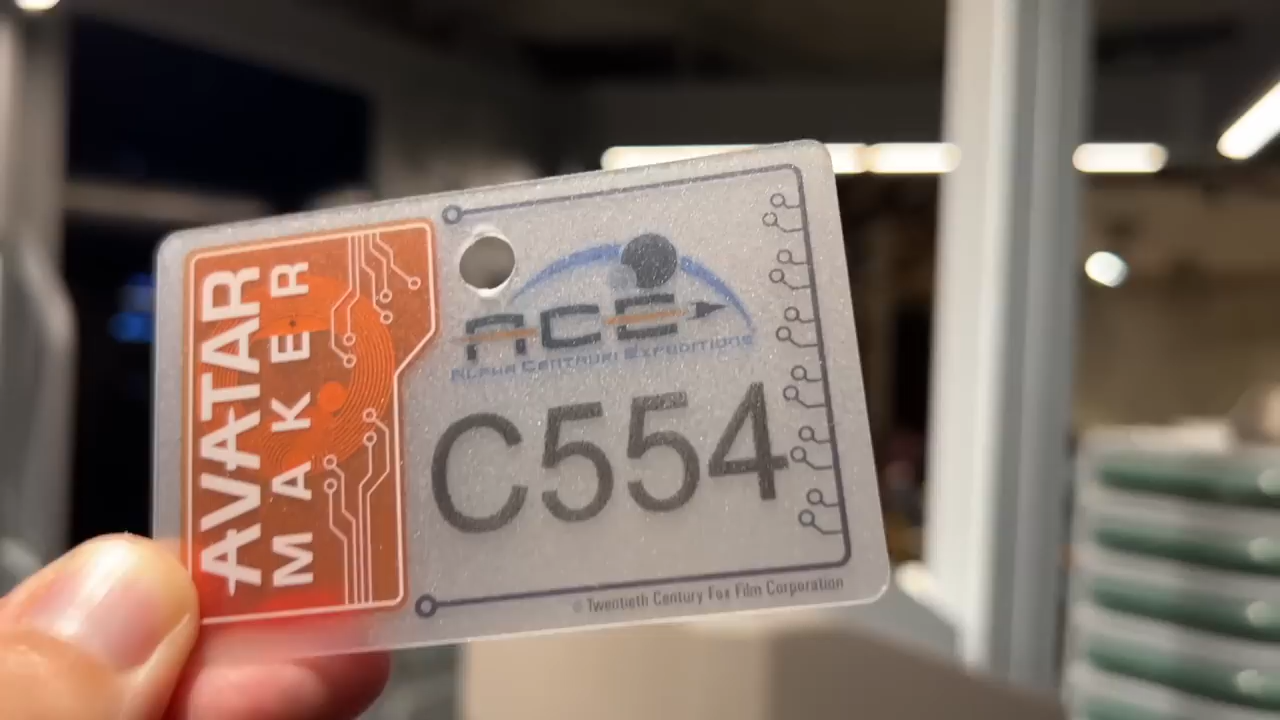 AVATAR
MAKER
ACE
ALPHA CENTAURI EXPEDITIONS
C554
© Twentieth Century Fox Film Corporation